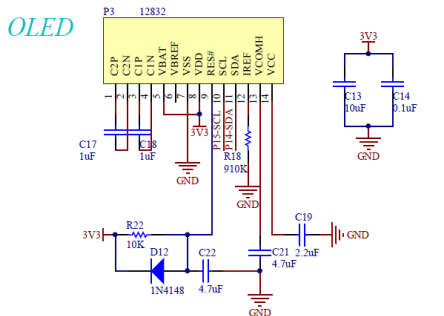 OLED
P3
12832
C2P
C2N
C1P
C1N
VBAT
VBREF
VSS
VDD
RES#
SCL
SDA
IREF
VCOMH
VCC
1
2
3
4
5
6
7
8
9
10
11
12
13
14
C17
1uF
C18
1uF
3V3
P15-SCL
P14-SDA
R18
910K
GND
GND
3V3
C13
10uF
C14
0.1uF
GND
3V3
R22
10K
D12
1N4148
C22
4.7uF
C21
4.7uF
C19
2.2uF
GND
GND